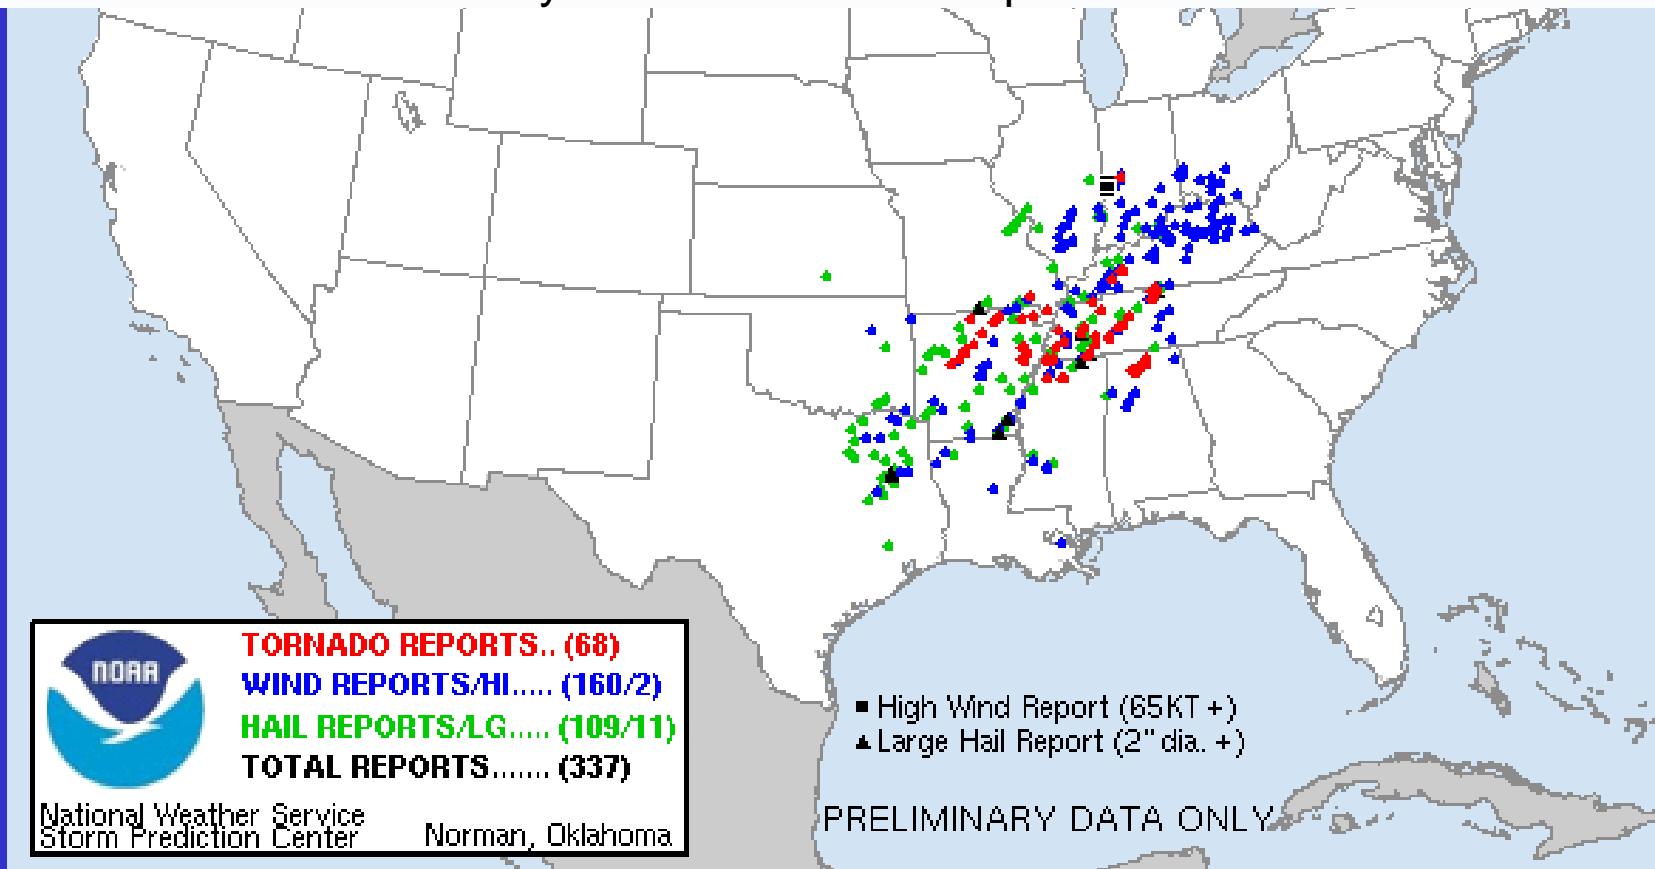 NOAA
TORNADO REPORTS.. (68)
WIND REPORTS/HI..... (160/2)
HAIL REPORTS/LG..... (109/11)
TOTAL REPORTS....... (337)
National Weather Service
Storm Prediction Center
Norman, Oklahoma
High Wind Report (65KT +)
Large Hail Report (2" dia. +)
PRELIMINARY DATA ONLY